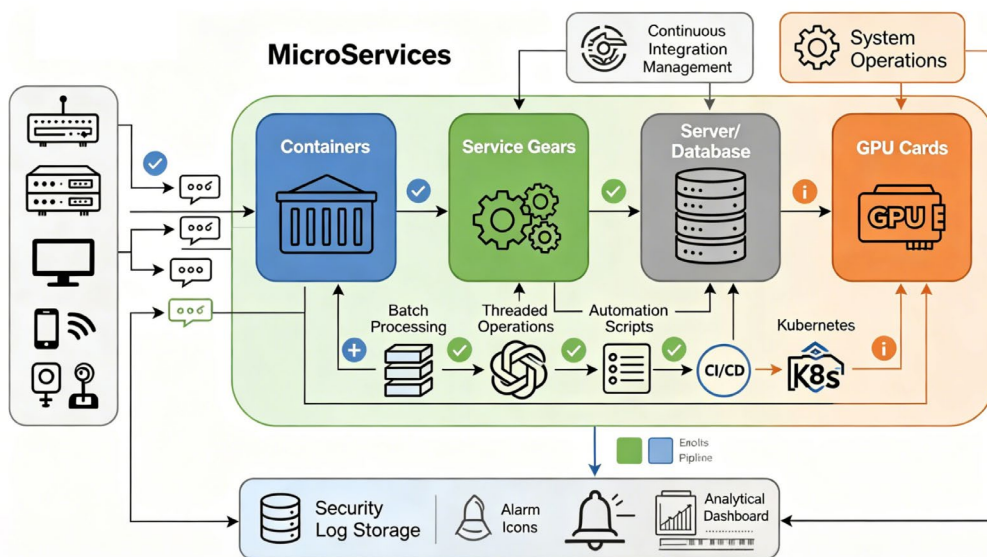 MicroServices
Continuous
Integration
Management
System
Operations
Containers
Service Gears
Server/
Database
GPU Cards
GPU
Batch
Processing
Threaded
Operations
Automation
Scripts
Kubernetes
CI/CD
K8s
Pipline
Security
Log Storage
Alarm
Icons
Analytical
Dashboard